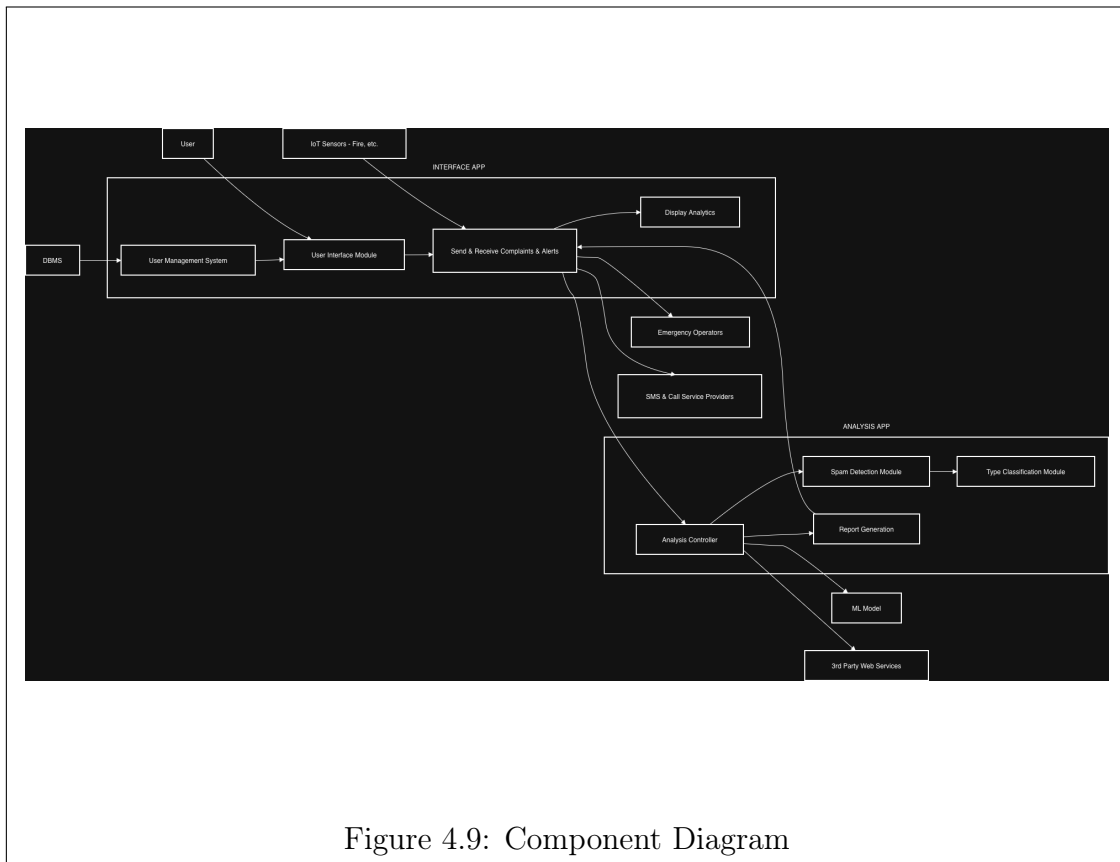 User
IoT Sensors - Fire, etc.
INTERFACE APP
Display Analytics
DBMS
User Management System
User Interface Module
Send & Receive Complaints & Alerts
Emergency Operators
SMS & Call Service Providers
ANALYSIS APP
Spam Detection Module
Type Classification Module
Report Generation
Analysis Controller
ML Model
3rd Party Web Services
Figure 4.9: Component Diagram